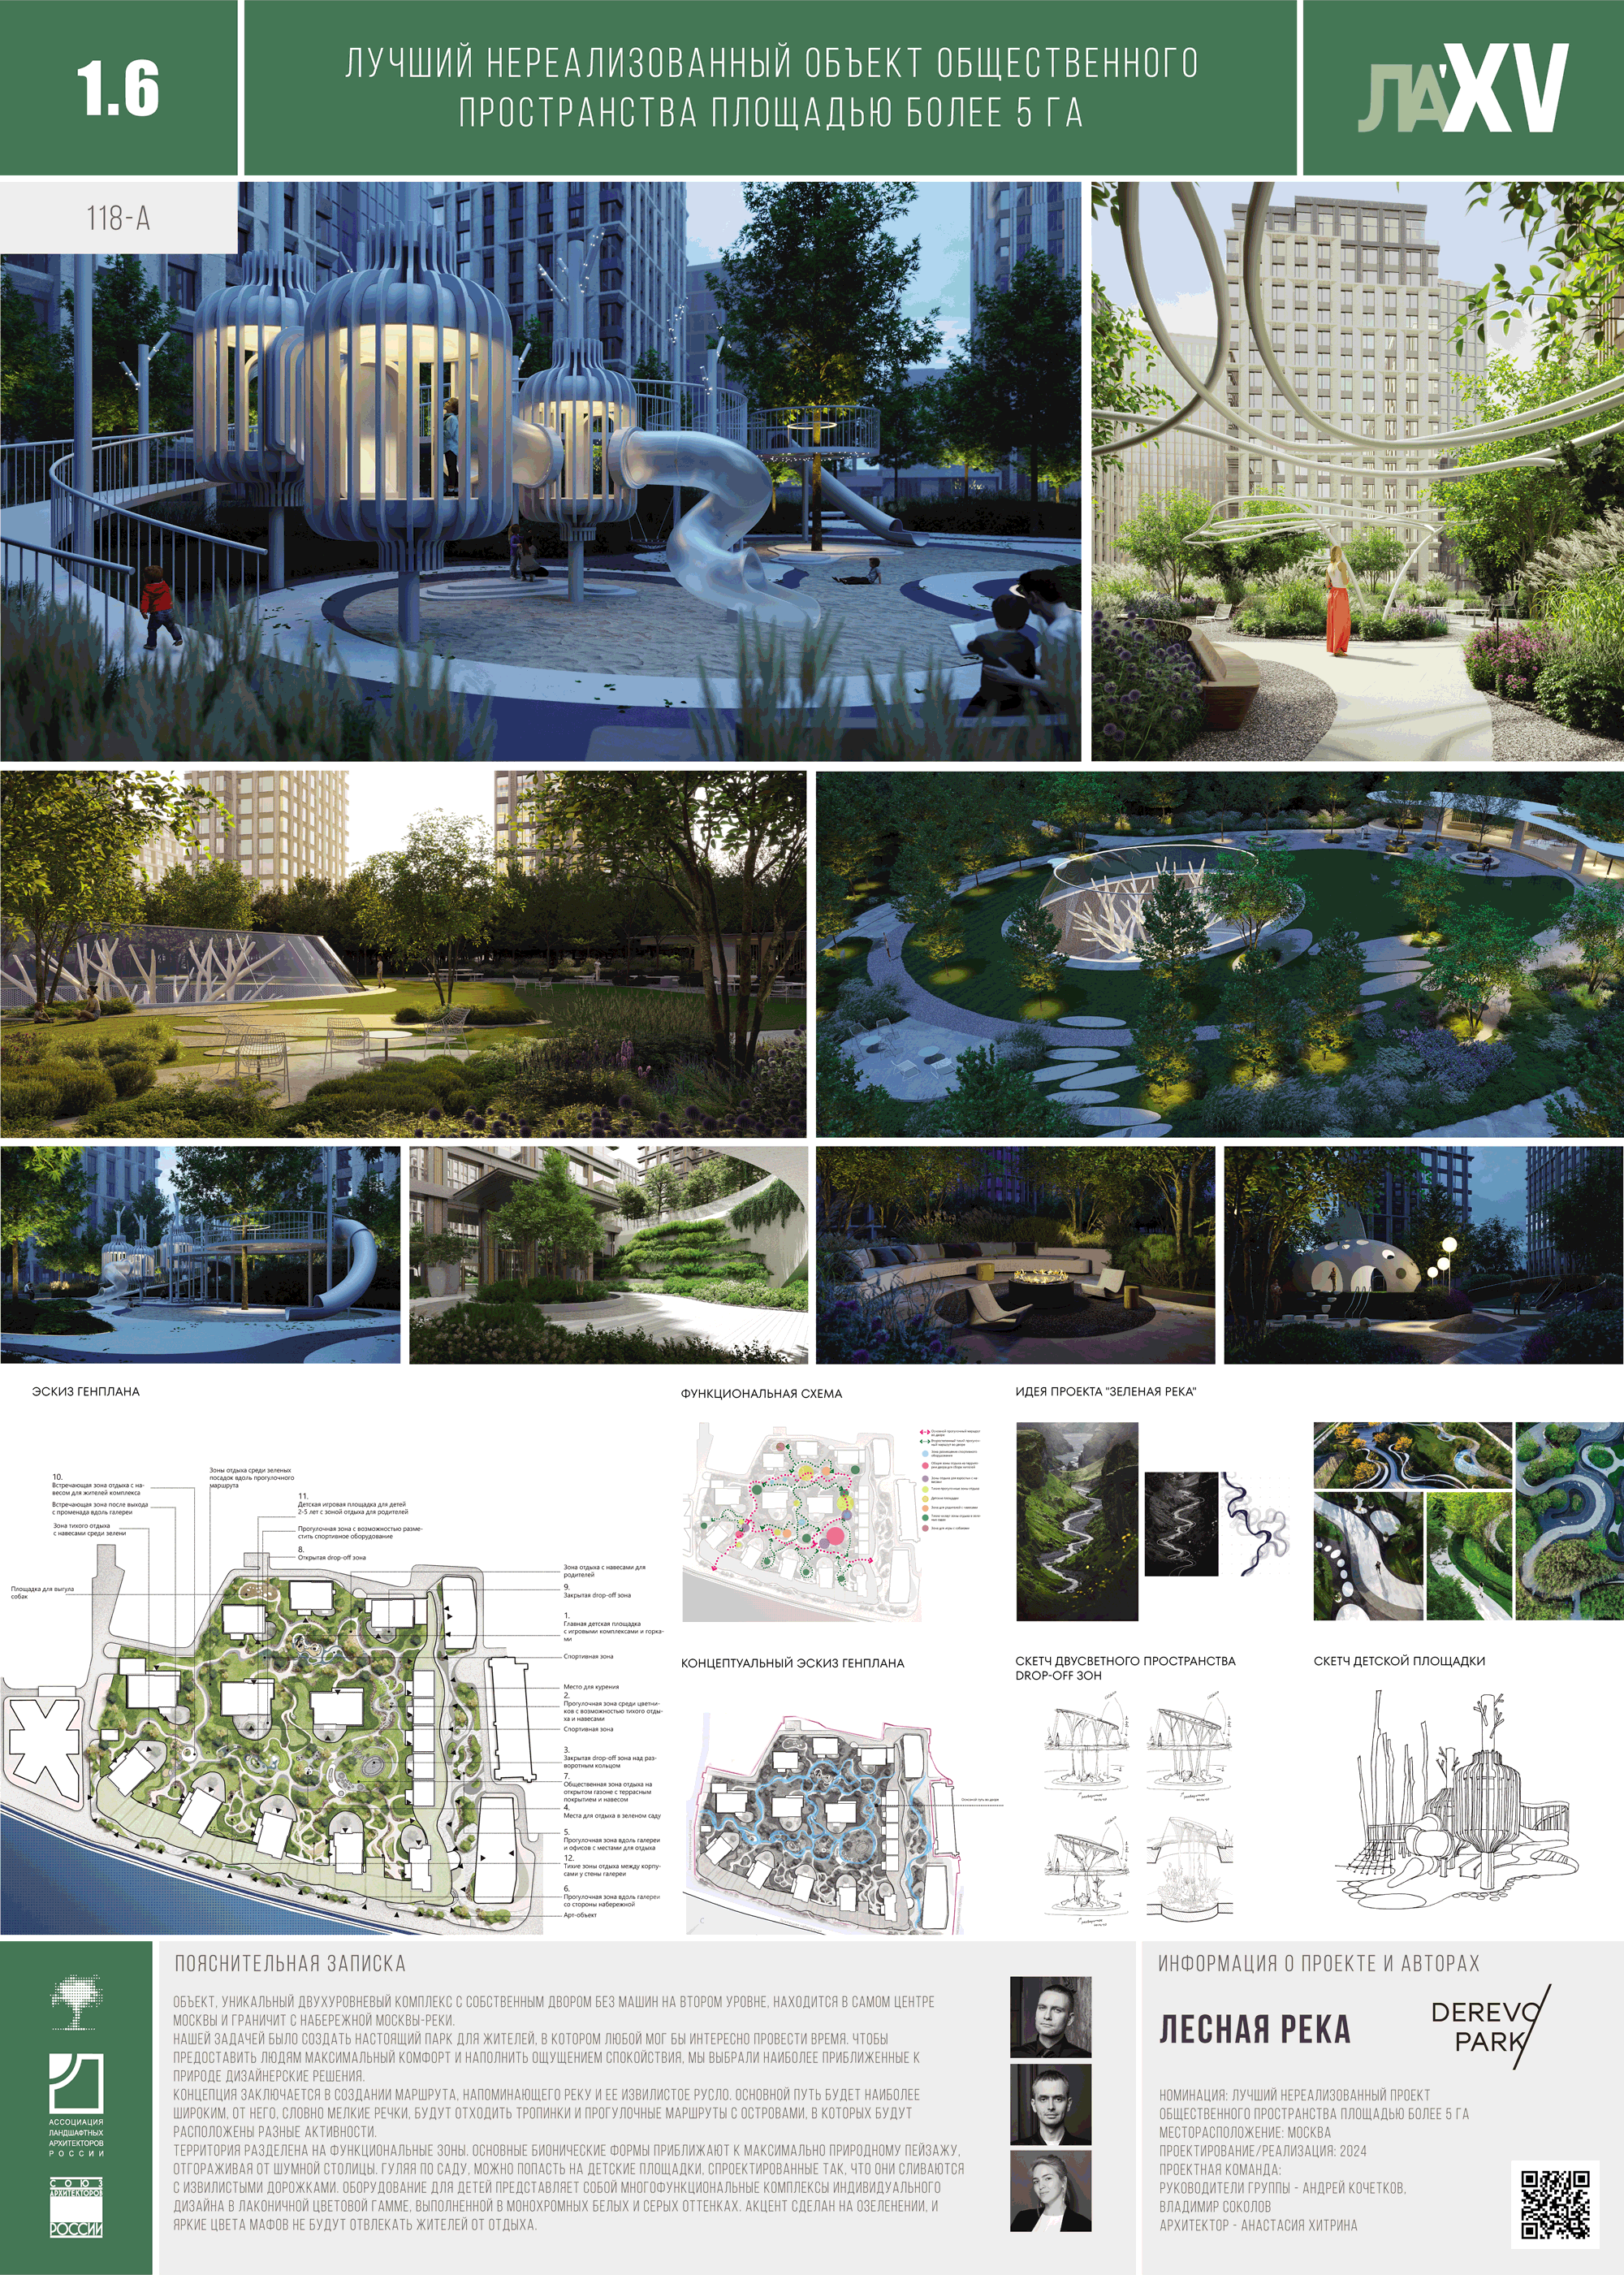 1.6
ЛУЧШИЙ НЕРЕАЛИЗОВАННЫЙ ОБЪЕКТ ОБЩЕСТВЕННОГО
ПРОСТРАНСТВА ПЛОЩАДЬЮ БОЛЕЕ 5 ГА
ЛА'XV
118-А
ЭСКИЗ ГЕНПЛАНА
10.
Встречающая зона отдыха с на-
весом для жителей комплекса
Встречающая зона после выхода
с променада вдоль галереи
Зона тихого отдыха
с навесами среди зелени
Площадка для выгула
собак
Зоны отдыха среди зеленых
посадок вдоль прогулочного
маршрута
11.
Детская игровая площадка для детей
2-5 лет с зоной отдыха для родителей
Прогулочная зона с возможностью разме-
стить спортивное оборудование
8.
Открытая drop-off зона
Зона отдыха с навесами для
родителей
9.
Закрытая drop-off зона
1.
Главная детская площадка
с игровыми комплексами и горка-
ми
Спортивная зона
Место для курения
2.
Прогулочная зона среди цветни-
ков с возможностью тихого отды-
ха и навесами
Спортивная зона
3.
Закрытая drop-off зона над раз-
воротным кольцом
7.
Общественная зона отдыха на
открытом газоне с террасным
покрытием и навесом
4.
Места для отдыха в зеленом саду
5.
Прогулочная зона вдоль галереи
и офисов с местами для отдыха
12.
Тихие зоны отдыха между корпу-
сами у стены галереи
6.
Прогулочная зона вдоль галереи
со стороны набережной
Арт-объект
ФУНКЦИОНАЛЬНАЯ СХЕМА
КОНЦЕПТУАЛЬНЫЙ ЭСКИЗ ГЕНПЛАНА
ИДЕЯ ПРОЕКТА "ЗЕЛЕНАЯ РЕКА"
СКЕТЧ ДВУСВЕТНОГО ПРОСТРАНСТВА
DROP-OFF ЗОН
СКЕТЧ ДЕТСКОЙ ПЛОЩАДКИ
АССОЦИАЦИЯ
ЛАНДШАФТНЫХ
АРХИТЕКТОРОВ
РОССИИ
СОЮЗ
АРХИТЕКТОРОВ
РОССИИ
ПОЯСНИТЕЛЬНАЯ ЗАПИСКА
ОБЪЕКТ, УНИКАЛЬНЫЙ ДВУХУРОВНЕВЫЙ КОМПЛЕКС С СОБСТВЕННЫМ ДВОРОМ БЕЗ МАШИН НА ВТОРОМ УРОВНЕ, НАХОДИТСЯ В САМОМ ЦЕНТРЕ
МОСКВЫ И ГРАНИЧИТ С НАБЕРЕЖНОЙ МОСКВЫ-РЕКИ.
НАШЕЙ ЗАДАЧЕЙ БЫЛО СОЗДАТЬ НАСТОЯЩИЙ ПАРК ДЛЯ ЖИТЕЛЕЙ, В КОТОРОМ ЛЮБОЙ МОГ БЫ ИНТЕРЕСНО ПРОВЕСТИ ВРЕМЯ. ЧТОБЫ
ПРЕДОСТАВИТЬ ЛЮДЯМ МАКСИМАЛЬНЫЙ КОМФОРТ И НАПОЛНИТЬ ОЩУЩЕНИЕМ СПОКОЙСТВИЯ, МЫ ВЫБРАЛИ НАИБОЛЕЕ ПРИБЛИЖЕННЫЕ К
ПРИРОДЕ ДИЗАЙНЕРСКИЕ РЕШЕНИЯ.
КОНЦЕПЦИЯ ЗАКЛЮЧАЕТСЯ В СОЗДАНИИ МАРШРУТА, НАПОМИНАЮЩЕГО РЕКУ И ЕЕ ИЗВИЛИСТОЕ РУСЛО. ОСНОВНОЙ ПУТЬ БУДЕТ НАИБОЛЕЕ
ШИРОКИМ, ОТ НЕГО, СЛОВНО МЕЛКИЕ РЕЧКИ, БУДУТ ОТХОДИТЬ ТРОПИНКИ И ПРОГУЛОЧНЫЕ МАРШРУТЫ С ОСТРОВАМИ, В КОТОРЫХ БУДУТ
РАСПОЛОЖЕНЫ РАЗНЫЕ АКТИВНОСТИ.
ТЕРРИТОРИЯ РАЗДЕЛЕНА НА ФУНКЦИОНАЛЬНЫЕ ЗОНЫ. ОСНОВНЫЕ БИОНИЧЕСКИЕ ФОРМЫ ПРИБЛИЖАЮТ К МАКСИМАЛЬНО ПРИРОДНОМУ ПЕЙЗАЖУ,
ОТГОРАЖИВАЯ ОТ ШУМНОЙ СТОЛИЦЫ. ГУЛЯЯ ПО САДУ, МОЖНО ПОПАСТЬ НА ДЕТСКИЕ ПЛОЩАДКИ, СПРОЕКТИРОВАННЫЕ ТАК, ЧТО ОНИ СЛИВАЮТСЯ
С ИЗВИЛИСТЫМИ ДОРОЖКАМИ. ОБОРУДОВАНИЕ ДЛЯ ДЕТЕЙ ПРЕДСТАВЛЯЕТ СОБОЙ МНОГОФУНКЦИОНАЛЬНЫЕ КОМПЛЕКСЫ ИНДИВИДУАЛЬНОГО
ДИЗАЙНА В ЛАКОНИЧНОЙ ЦВЕТОВОЙ ГАММЕ, ВЫПОЛНЕННОЙ В МОНОХРОМНЫХ БЕЛЫХ И СЕРЫХ ОТТЕНКАХ. АКЦЕНТ СДЕЛАН НА ОЗЕЛЕНЕНИИ, И
ЯРКИЕ ЦВЕТА МАФОВ НЕ БУДУТ ОТВЛЕКАТЬ ЖИТЕЛЕЙ ОТ ОТДЫХА.
ИНФОРМАЦИЯ О ПРОЕКТЕ И АВТОРАХ
ЛЕСНАЯ РЕКА
DEREVO
PARK
НОМИНАЦИЯ: ЛУЧШИЙ НЕРЕАЛИЗОВАННЫЙ ПРОЕКТ
ОБЩЕСТВЕННОГО ПРОСТРАНСТВА ПЛОЩАДЬЮ БОЛЕЕ 5 ГА
МЕСТОРАСПОЛОЖЕНИЕ: МОСКВА
ПРОЕКТИРОВАНИЕ/РЕАЛИЗАЦИЯ: 2024
ПРОЕКТНАЯ КОМАНДА:
РУКОВОДИТЕЛИ ГРУППЫ - АНДРЕЙ КОЧЕТКОВ,
ВЛАДИМИР СОКОЛОВ
АРХИТЕКТОР - АНАСТАСИЯ ХИТРИНА